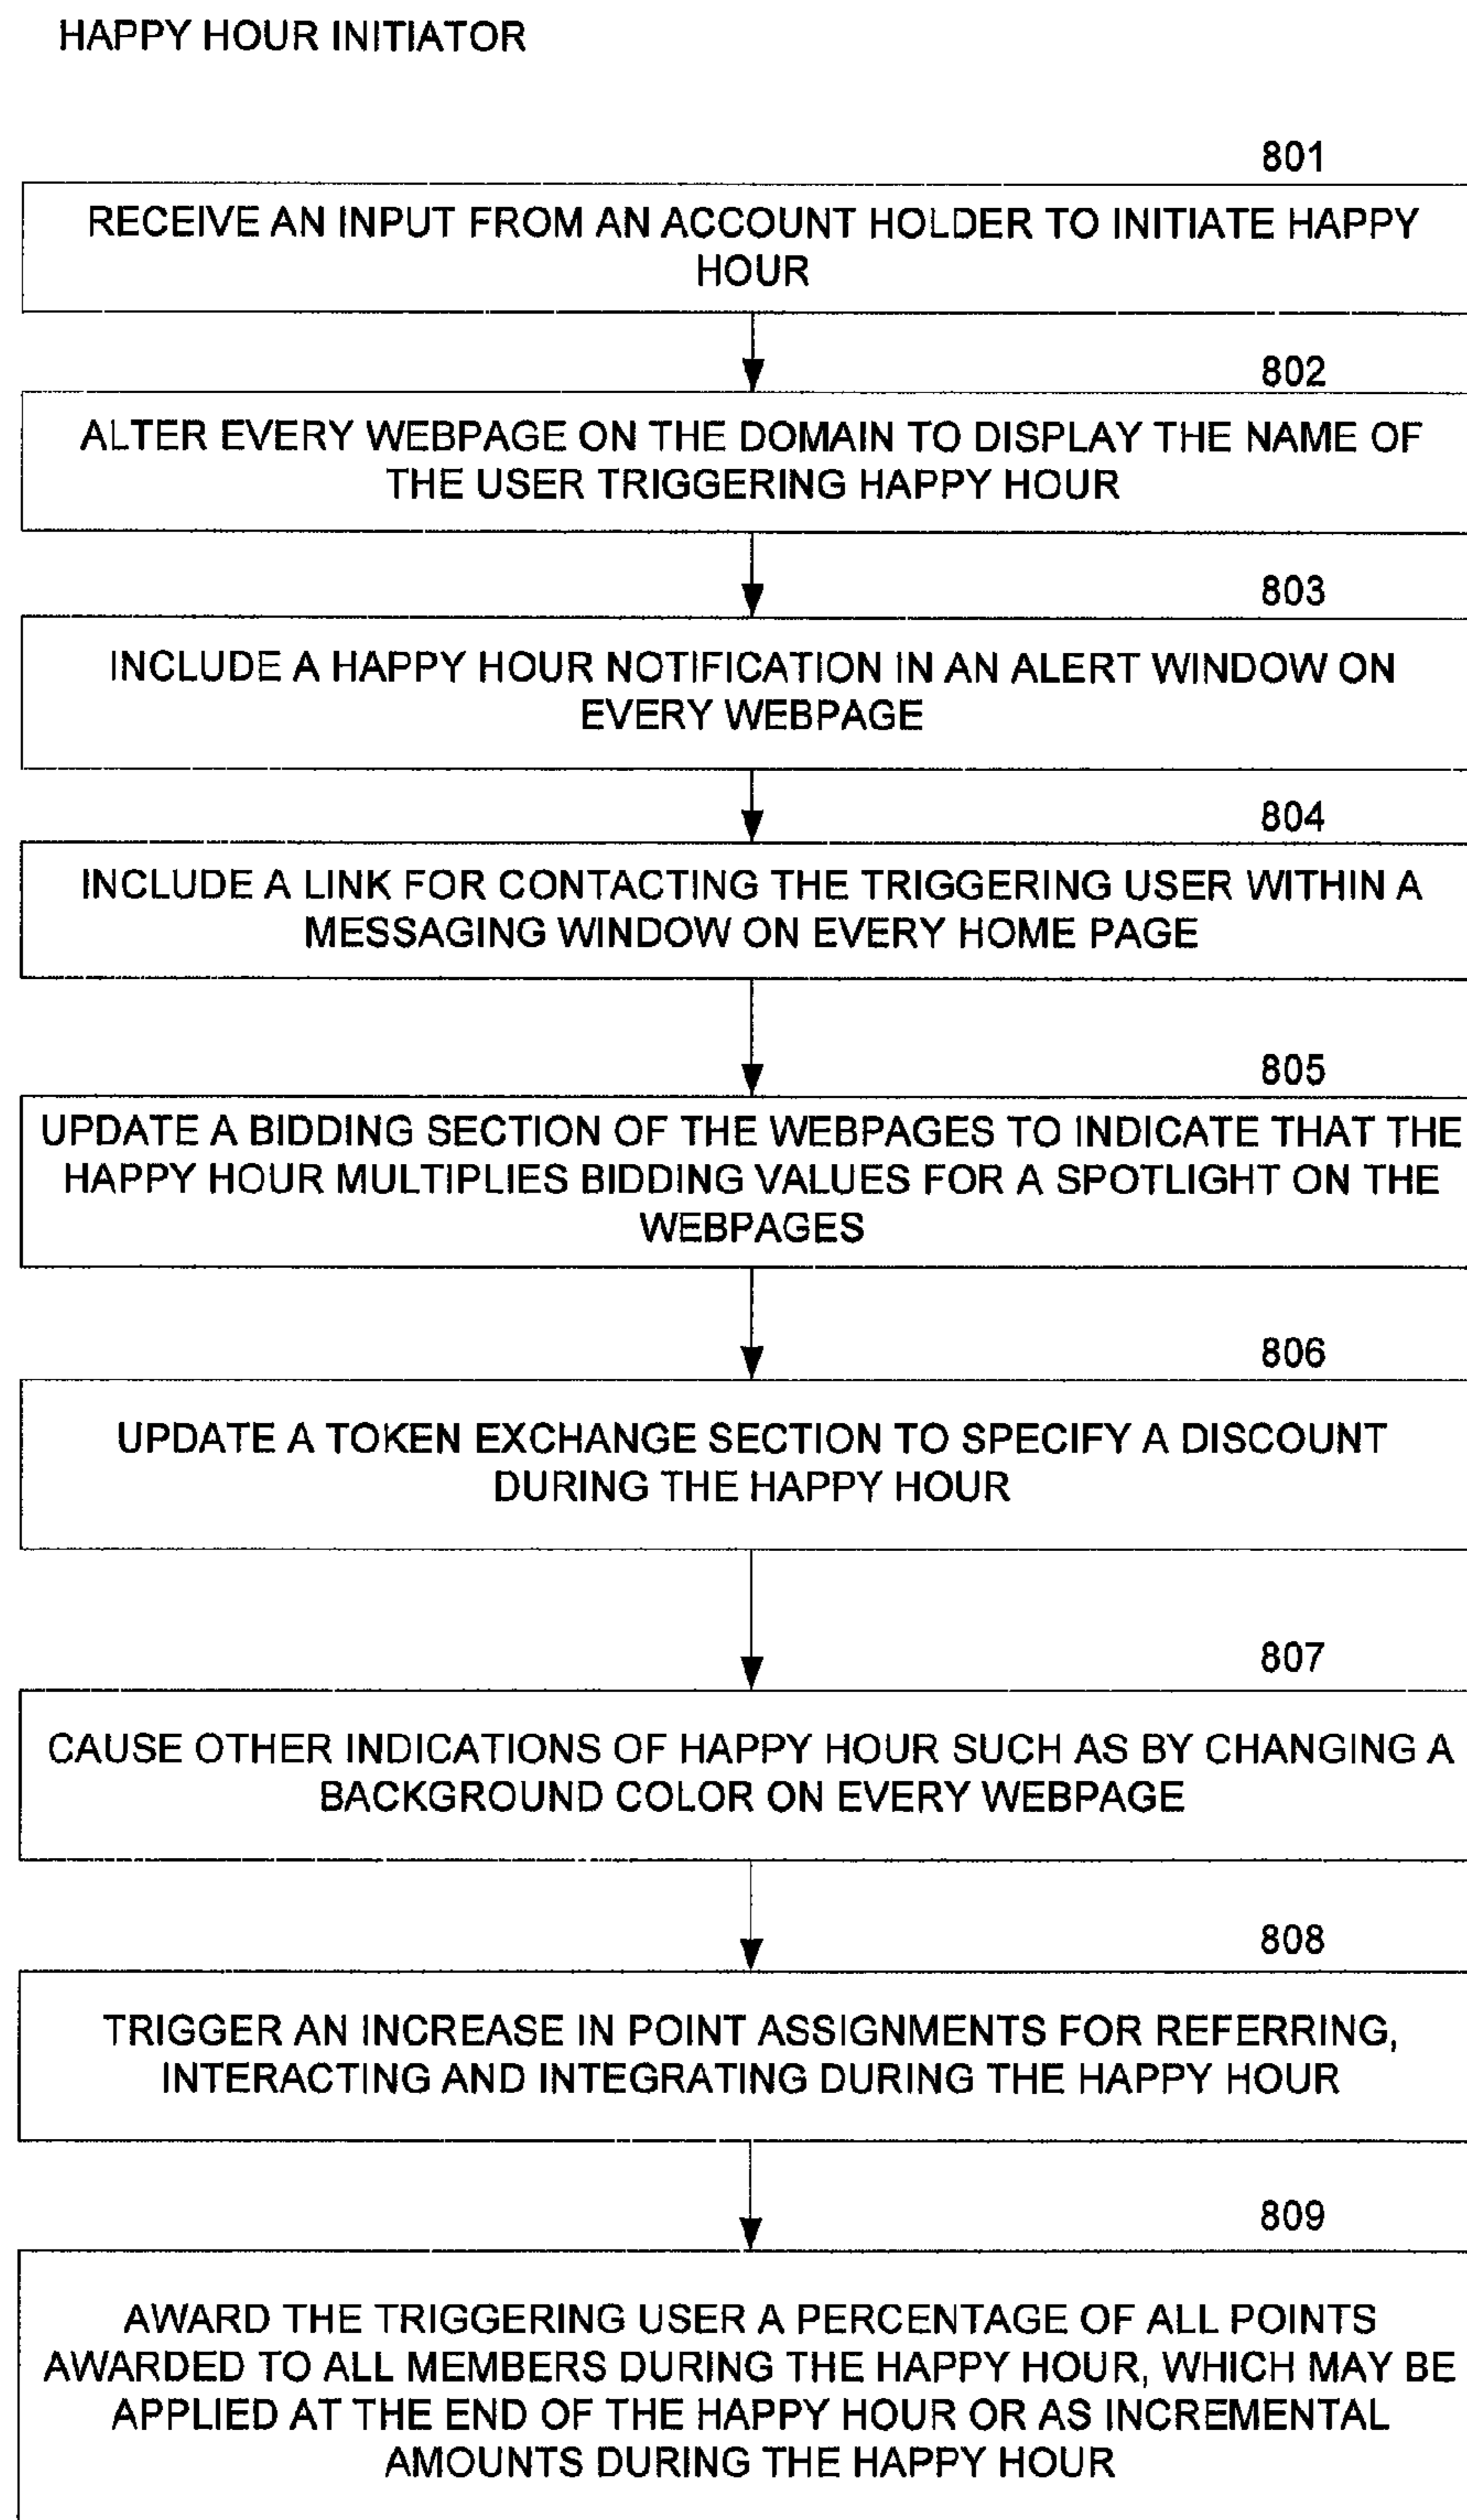 HAPPY HOUR INITIATOR
801
RECEIVE AN INPUT FROM AN ACCOUNT HOLDER TO INITIATE HAPPY
HOUR
802
ALTER EVERY WEBPAGE ON THE DOMAIN TO DISPLAY THE NAME OF
THE USER TRIGGERING HAPPY HOUR
803
INCLUDE A HAPPY HOUR NOTIFICATION IN AN ALERT WINDOW ON
EVERY WEBPAGE
804
INCLUDE A LINK FOR CONTACTING THE TRIGGERING USER WITHIN A
MESSAGING WINDOW ON EVERY HOME PAGE
805
UPDATE A BIDDING SECTION OF THE WEBPAGES TO INDICATE THAT THE
HAPPY HOUR MULTIPLIES BIDDING VALUES FOR A SPOTLIGHT ON THE
WEBPAGES
806
UPDATE A TOKEN EXCHANGE SECTION TO SPECIFY A DISCOUNT
DURING THE HAPPY HOUR
807
CAUSE OTHER INDICATIONS OF HAPPY HOUR SUCH AS BY CHANGING A
BACKGROUND COLOR ON EVERY WEBPAGE
808
TRIGGER AN INCREASE IN POINT ASSIGNMENTS FOR REFERRING,
INTERACTING AND INTEGRATING DURING THE HAPPY HOUR
809
AWARD THE TRIGGERING USER A PERCENTAGE OF ALL POINTS
AWARDED TO ALL MEMBERS DURING THE HAPPY HOUR, WHICH MAY BE
APPLIED AT THE END OF THE HAPPY HOUR OR AS INCREMENTAL
AMOUNTS DURING THE HAPPY HOUR